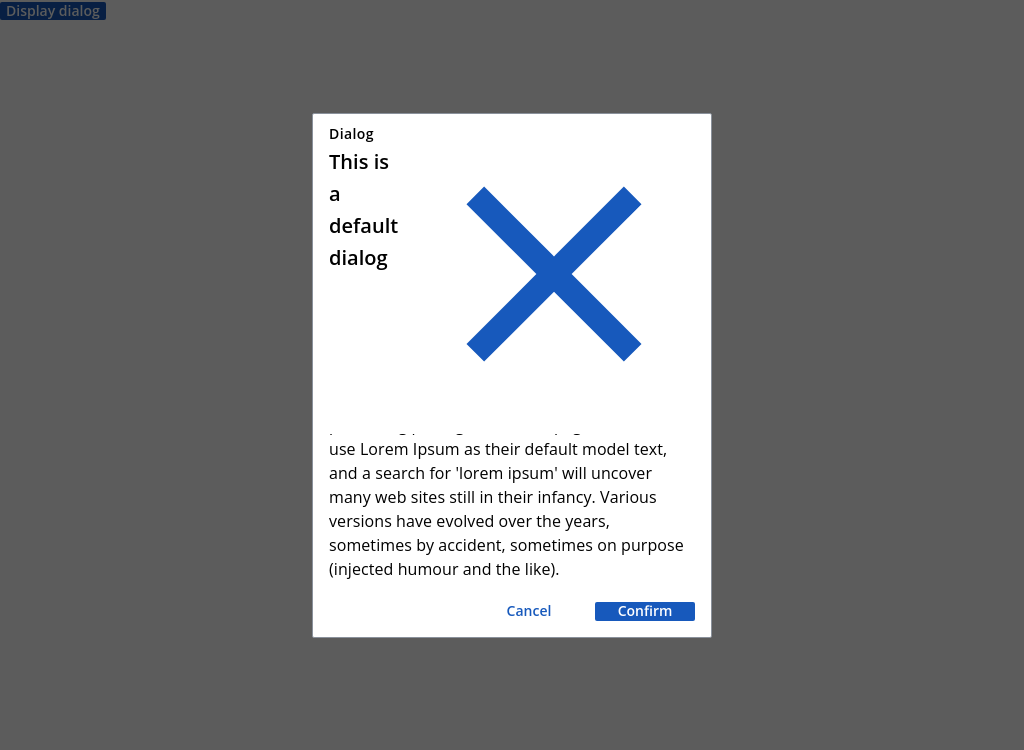 Display dialog
Dialog
This is
a
default
dialog
use Lorem Ipsum as their default model text,
and a search for 'lorem ipsum' will uncover
many web sites still in their infancy. Various
versions have evolved over the years,
sometimes by accident, sometimes on purpose
(injected humour and the like).
Cancel
Confirm